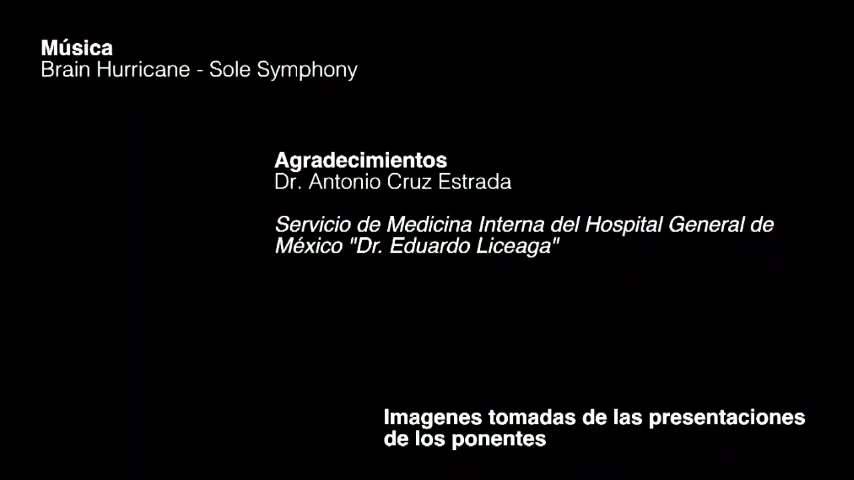 Música
Brain Hurricane - Sole Symphony
Agradecimientos
Dr. Antonio Cruz Estrada
Servicio de Medicina Interna del Hospital General de
México "Dr. Eduardo Liceaga"
Imagenes tomadas de las presentaciones
de los ponentes